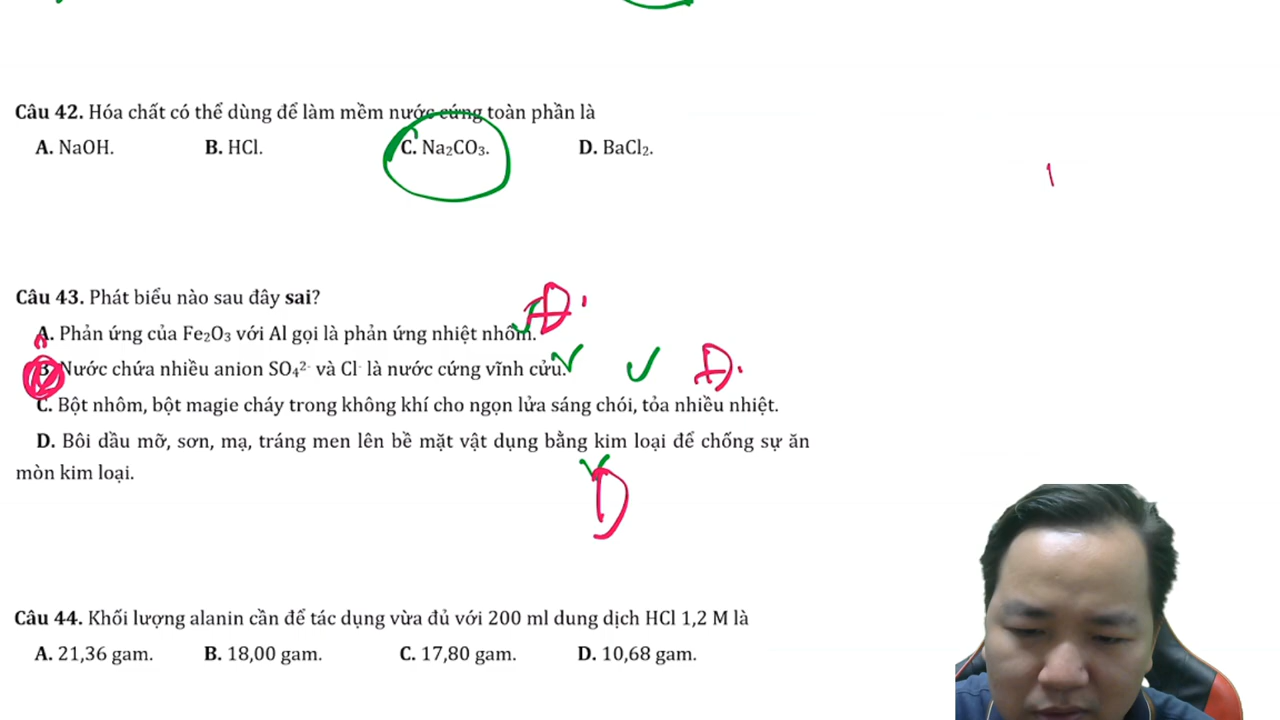 Câu 42. Hóa chất có thể dùng để làm mềm nước cứng toàn phần là
A. NaOH. B. HCl. C. Na₂CO₃. D. BaCl₂.
Câu 43. Phát biểu nào sau đây sai?
A. Phản ứng của Fe₂O₃ với Al gọi là phản ứng nhiệt nhôm.
B. Nước chứa nhiều anion SO₄²⁻ và Cl⁻ là nước cứng vĩnh cửu.
C. Bột nhôm, bột magie cháy trong không khí cho ngọn lửa sáng chói, tỏa nhiều nhiệt.
D. Bôi dầu mỡ, sơn, mạ, tráng men lên bề mặt vật dụng bằng kim loại để chống sự ăn
mòn kim loại.
Câu 44. Khối lượng alanin cần để tác dụng vừa đủ với 200 ml dung dịch HCl 1,2 M là
A. 21,36 gam. B. 18,00 gam. C. 17,80 gam. D. 10,68 gam.